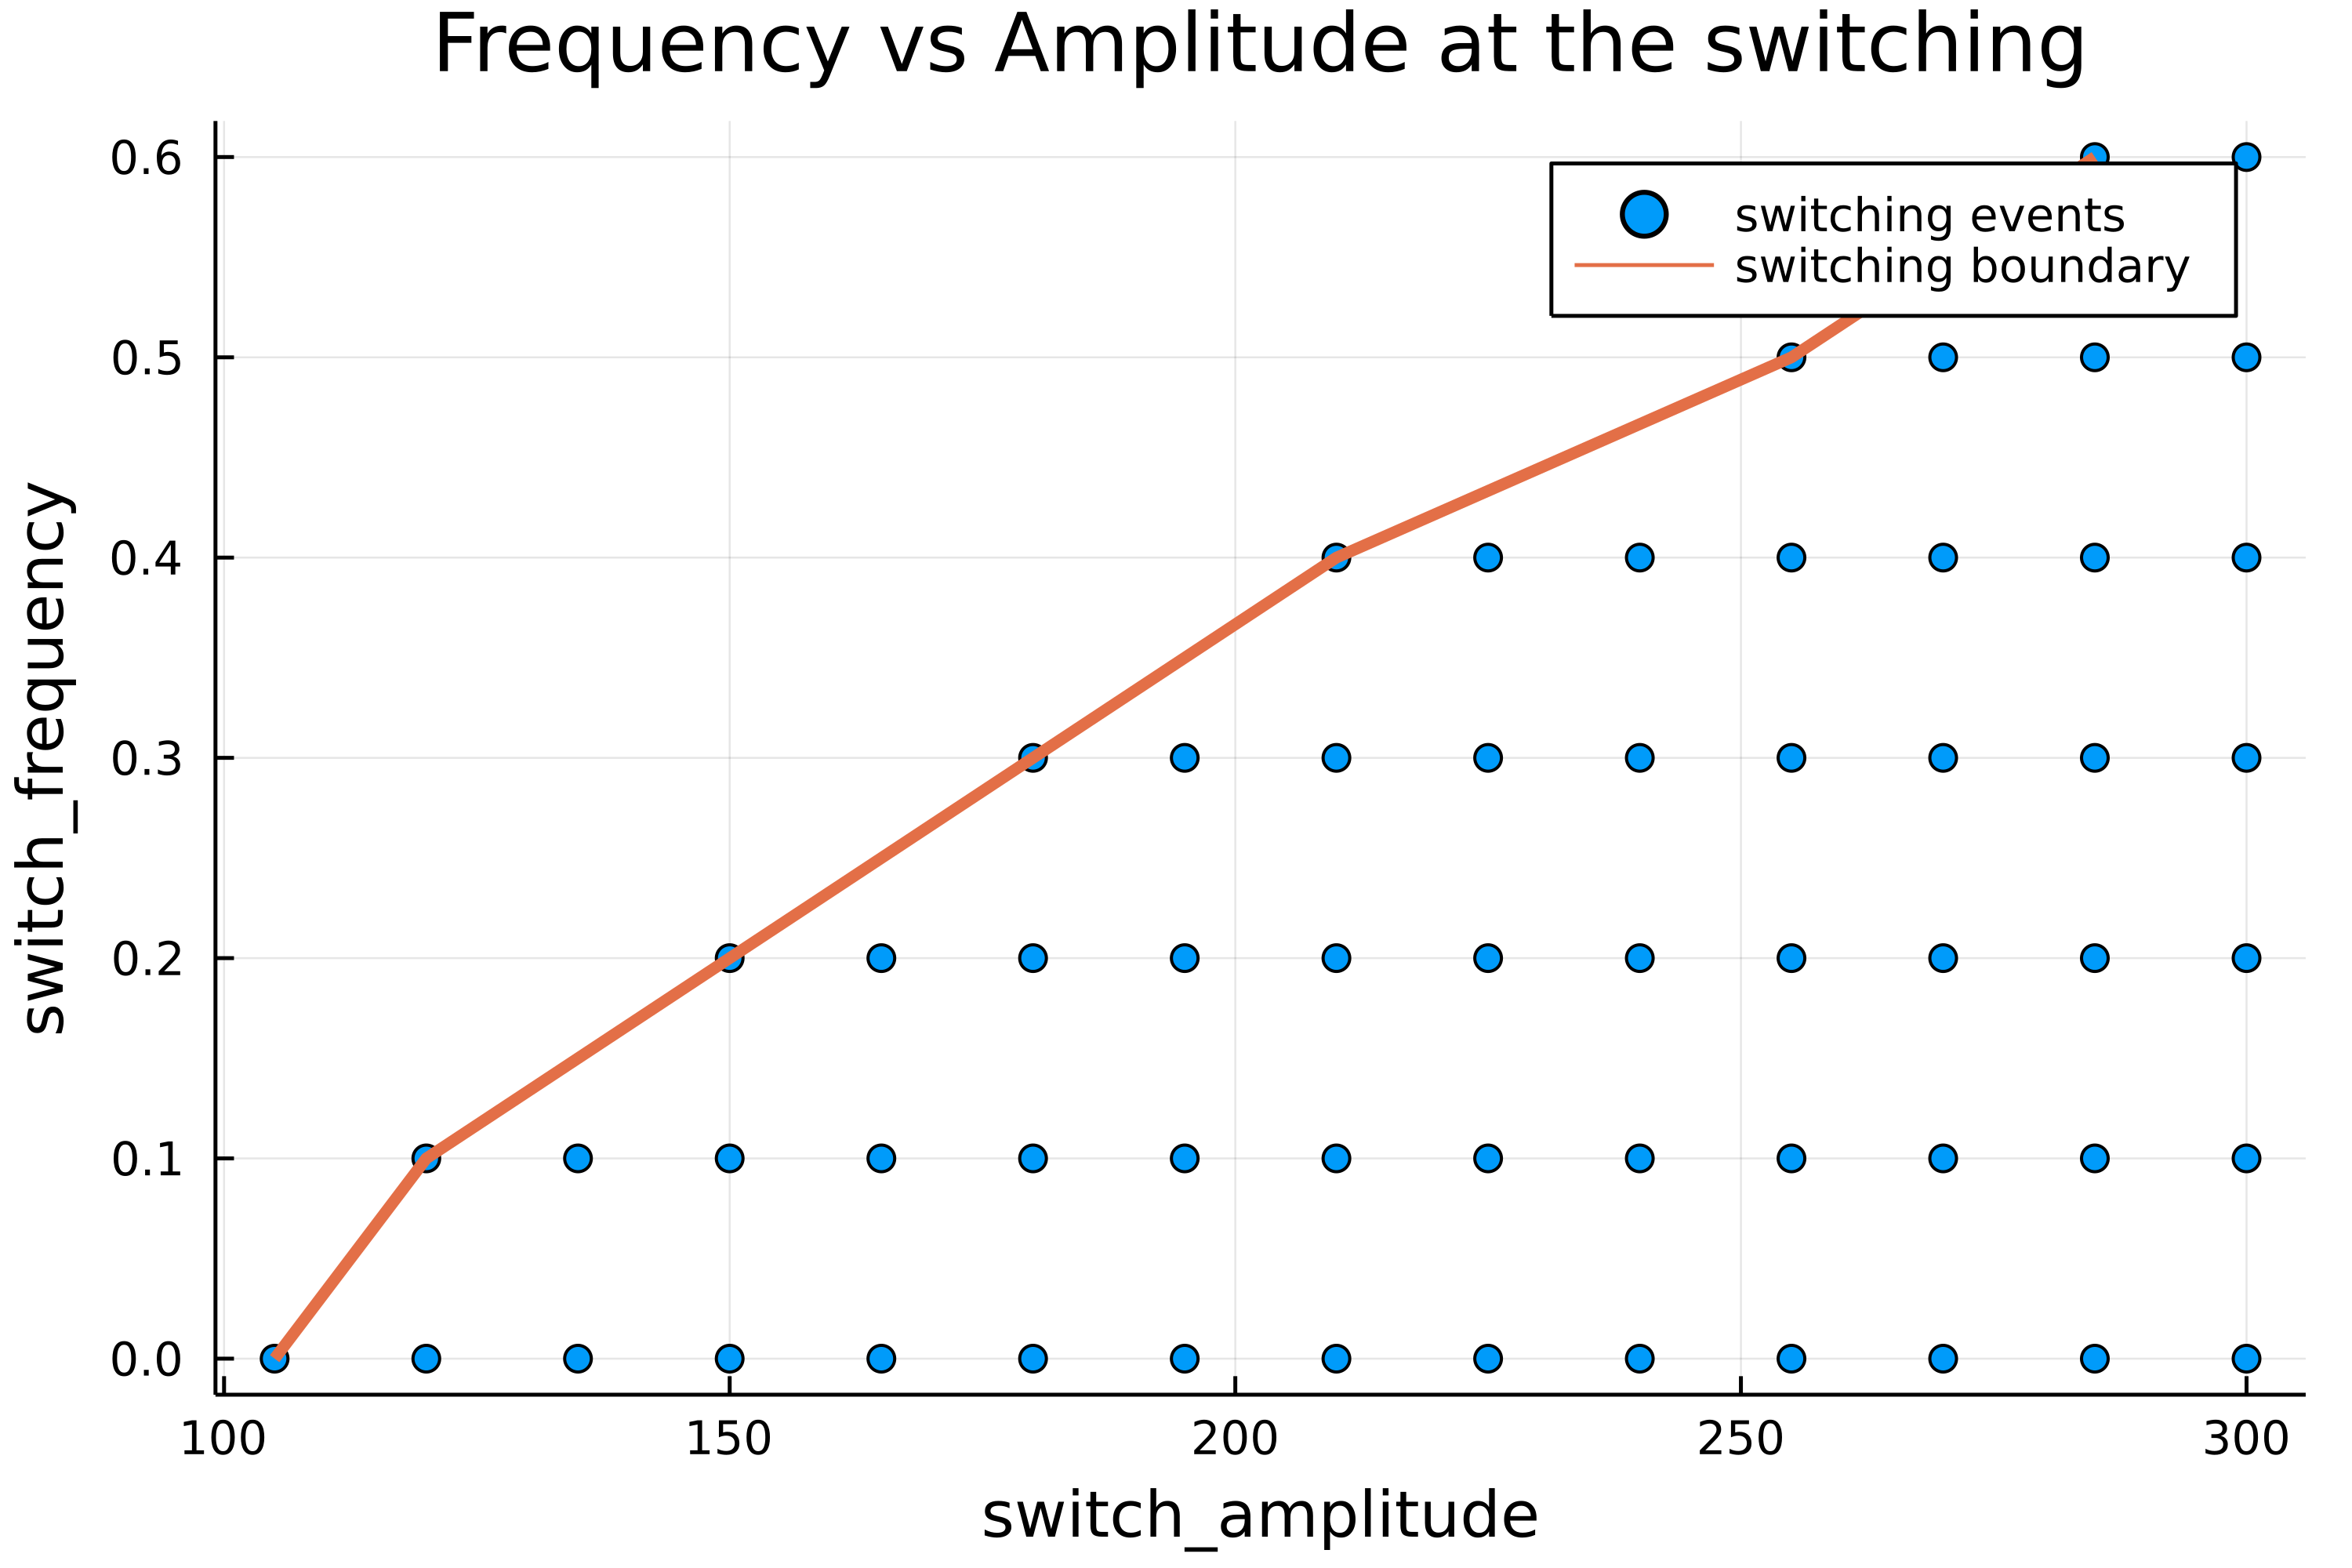 Frequency vs Amplitude at the switching
switch_frequency
0.6
0.5
0.4
0.3
0.2
0.1
0.0
switching events
switching boundary
100 150 200 250 300
switch_amplitude